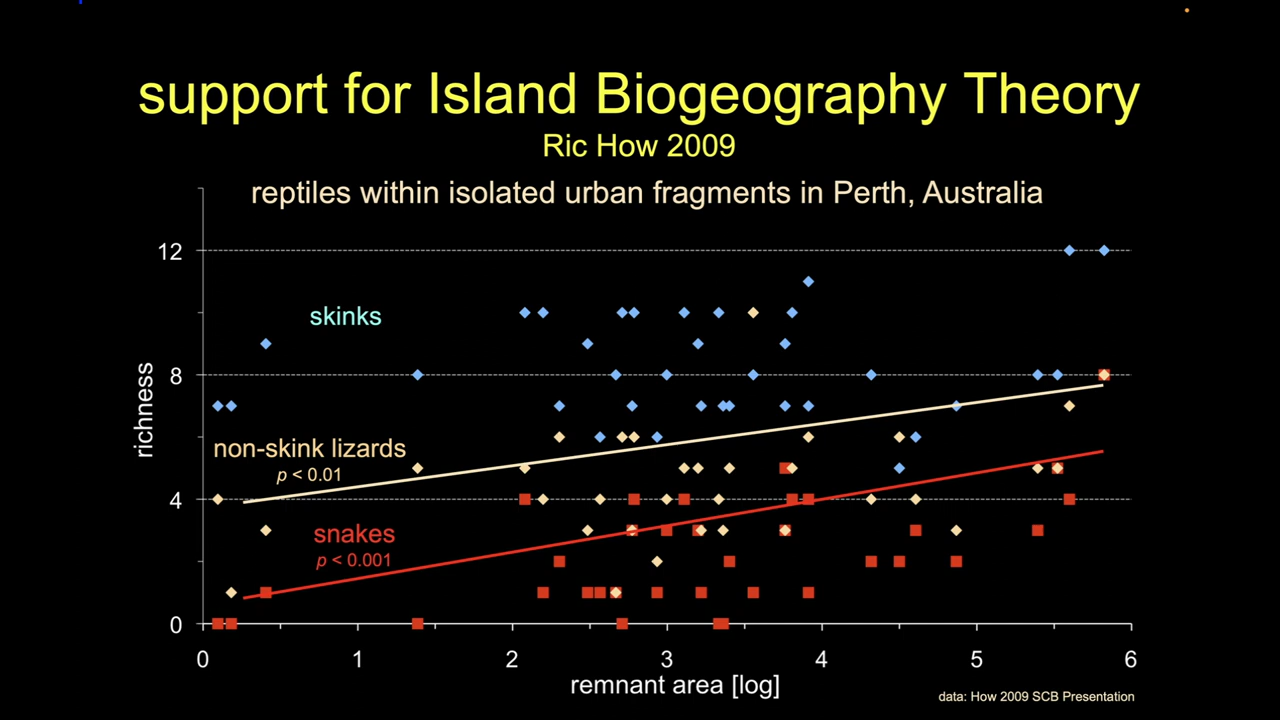 support for Island Biogeography Theory
Ric How 2009
reptiles within isolated urban fragments in Perth, Australia
12
skinks
8
richness
non-skink lizards
p < 0.01
4
snakes
p < 0.001
0
0 1 2 3 4 5 6
remnant area [log]
data: How 2009 SCB Presentation